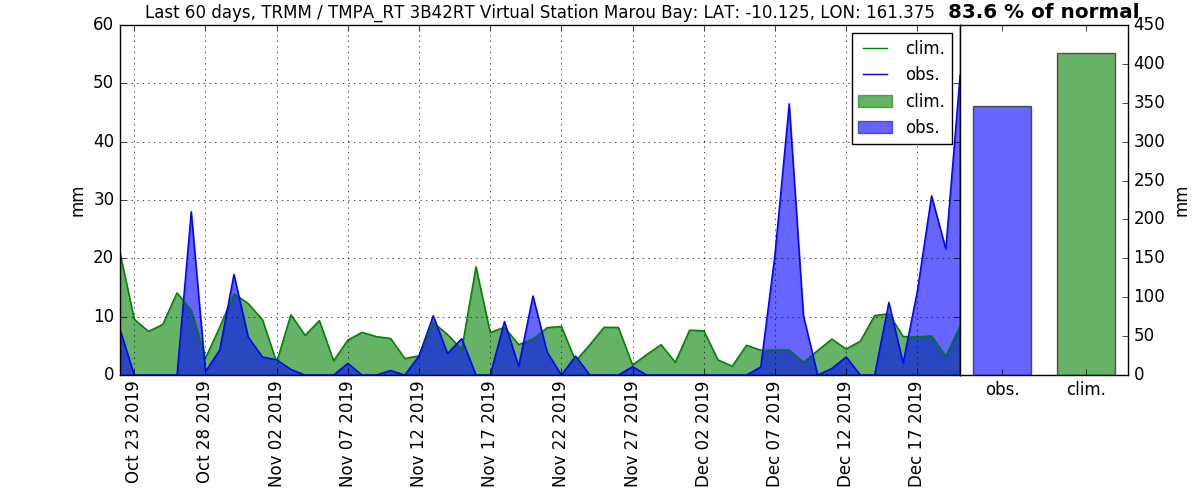 Last 60 days, TRMM / TMPA_RT 3B42RT Virtual Station Marou Bay: LAT: -10.125, LON: 161.375 83.6 % of normal
60
50
40
30
20
10
0
mm
clim.
obs.
clim.
obs.
450
400
350
300
250
200
150
100
50
0
mm
Oct 23 2019
Oct 28 2019
Nov 02 2019
Nov 07 2019
Nov 12 2019
Nov 17 2019
Nov 22 2019
Nov 27 2019
Dec 02 2019
Dec 07 2019
Dec 12 2019
Dec 17 2019
obs.
clim.